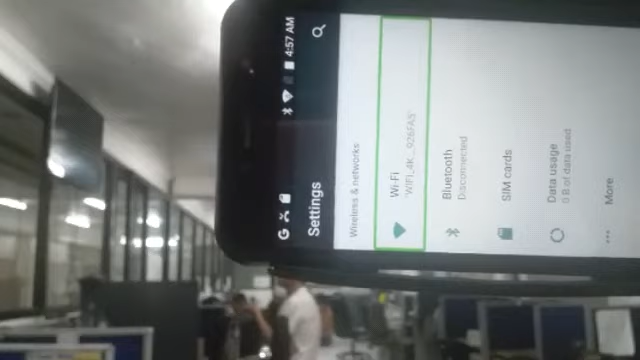 4:57 AM
Settings
Wireless & networks
Wi-Fi
Bluetooth
Disconnected
SIM cards
Data usage
0 B of data used
More